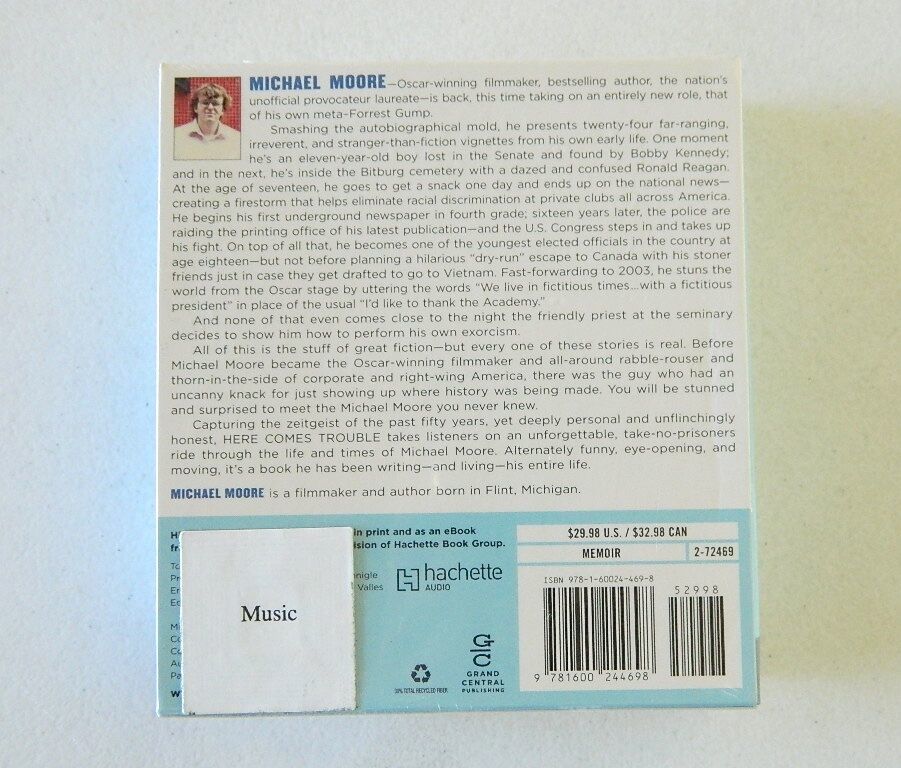 MICHAEL MOORE—Oscar-winning filmmaker, bestselling author, the nation's
unofficial provocateur laureate—is back, this time taking on an entirely new role, that
of his own meta-Forrest Gump.
Smashing the autobiographical mold, he presents twenty-four far-ranging,
irreverent, and stranger-than-fiction vignettes from his own early life. One moment
he's an eleven-year-old boy lost in the Senate and found by Bobby Kennedy;
and in the next, he's inside the Bitburg cemetery with a dazed and confused Ronald Reagan.
At the age of seventeen, he goes to get a snack one day and ends up on the national news—
creating a firestorm that helps eliminate racial discrimination at private clubs all across America.
He begins his first underground newspaper in fourth grade; sixteen years later, the police are
raiding the printing office of his latest publication—and the U.S. Congress steps in and takes up
his fight. On top of all that, he becomes one of the youngest elected officials in the country at
age eighteen—but not before planning a hilarious "dry-run" escape to Canada with his stoner
friends just in case they get drafted to go to Vietnam. Fast-forwarding to 2003, he stuns the
world from the Oscar stage by uttering the words "We live in fictitious times...with a fictitious
president" in place of the usual "I'd like to thank the Academy."
And none of that even comes close to the night the friendly priest at the seminary
decides to show him how to perform his own exorcism.
All of this is the stuff of great fiction—but every one of these stories is real. Before
Michael Moore became the Oscar-winning filmmaker and all-around rabble-rouser and
thorn-in-the-side of corporate and right-wing America, there was the guy who had an
uncanny knack for just showing up where history was being made. You will be stunned
and surprised to meet the Michael Moore you never knew.
Capturing the zeitgeist of the past fifty years, yet deeply personal and unflinchingly
honest, HERE COMES TROUBLE takes listeners on an unforgettable, take-no-prisoners
ride through the life and times of Michael Moore. Alternately funny, eye-opening, and
moving, it's a book he has been writing—and living—his entire life.
MICHAEL MOORE is a filmmaker and author born in Flint, Michigan.
in print and as an eBook
of Hachette Book Group.
Valles
Music
hachette
AUDIO
30% TOTAL RECYCLED FIBER
GRAND
CENTRAL
PUBLISHING
$29.98 U.S. / $32.98 CAN
MEMOIR
2-72469
ISBN 978-1-60024-469-8
52998
9 781600 244698